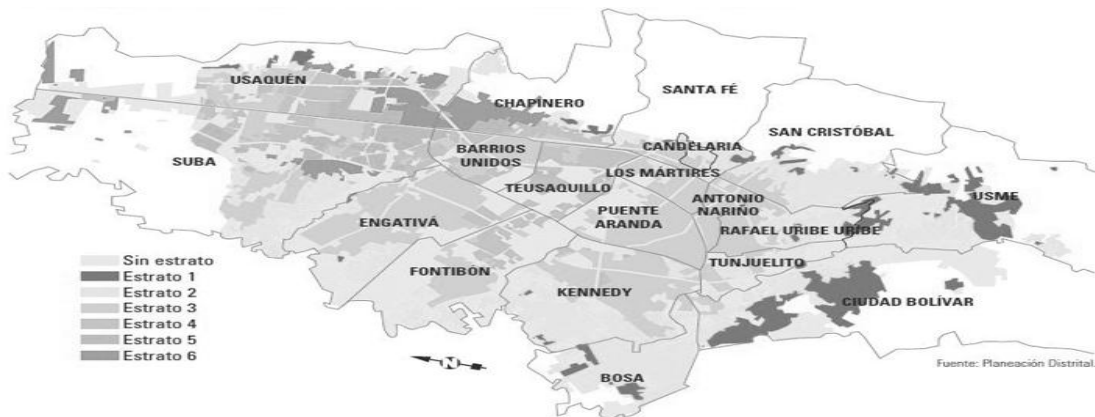 USAQUÉN
CHAPINERO
SANTA FÉ
SAN CRISTÓBAL
SUBA
BARRIOS
UNIDOS
CANDELARIA
LOS MÁRTIRES
TEUSAQUILLO
ENGATIVÁ
PUENTE
ARANDA
ANTONIO
NARIÑO
USME
RAFAEL URIBE URIBE
FONTIBÓN
TUNJUELITO
KENNEDY
CIUDAD BOLÍVAR
BOSA
Sin estrato
Estrato 1
Estrato 2
Estrato 3
Estrato 4
Estrato 5
Estrato 6
N
Fuente: Planeación Distrital.